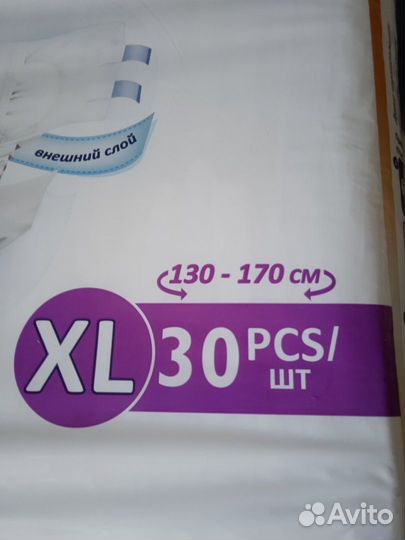 внешний слой
130 - 170 см
XL 30 PCS/
ШТ
Avito